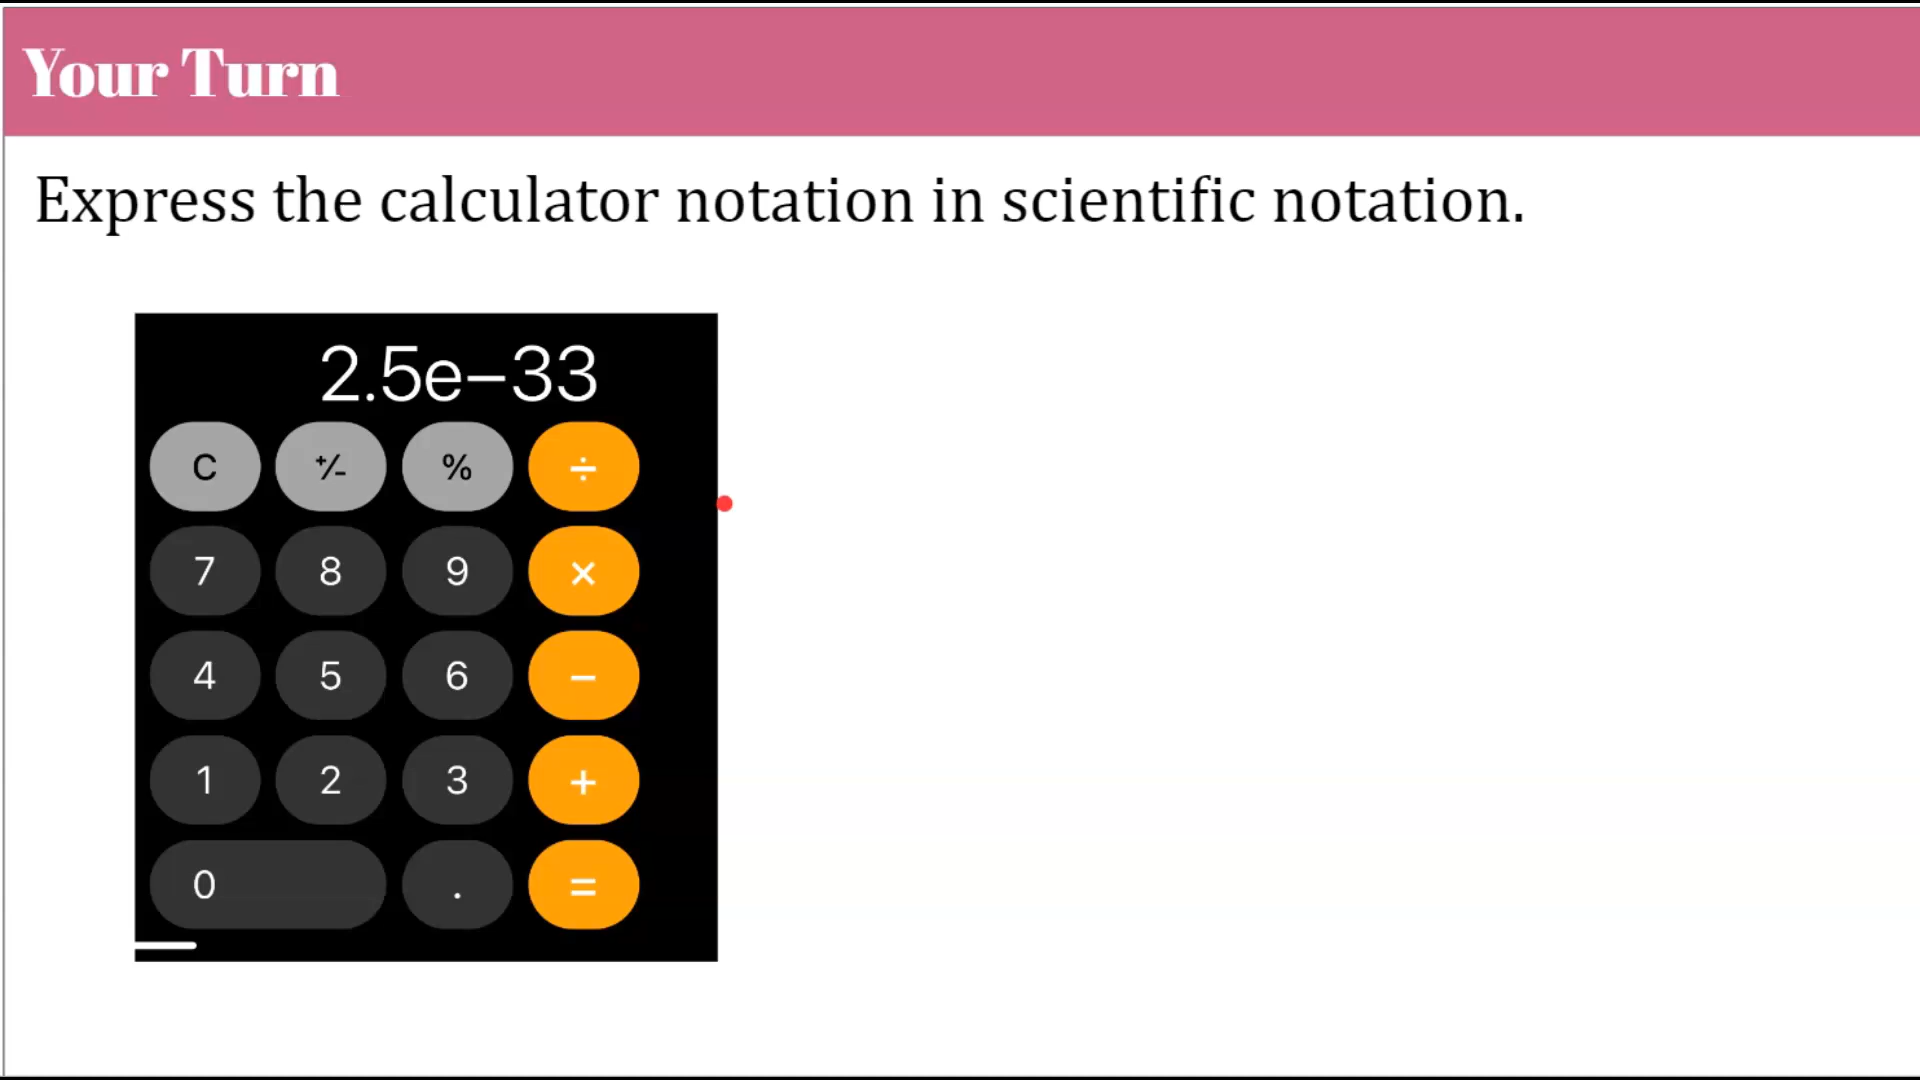 Your Turn
Express the calculator notation in scientific notation.
2.5e–33
C ⁺⁄₋ % ÷
7 8 9 ×
4 5 6 −
1 2 3 +
0 . =